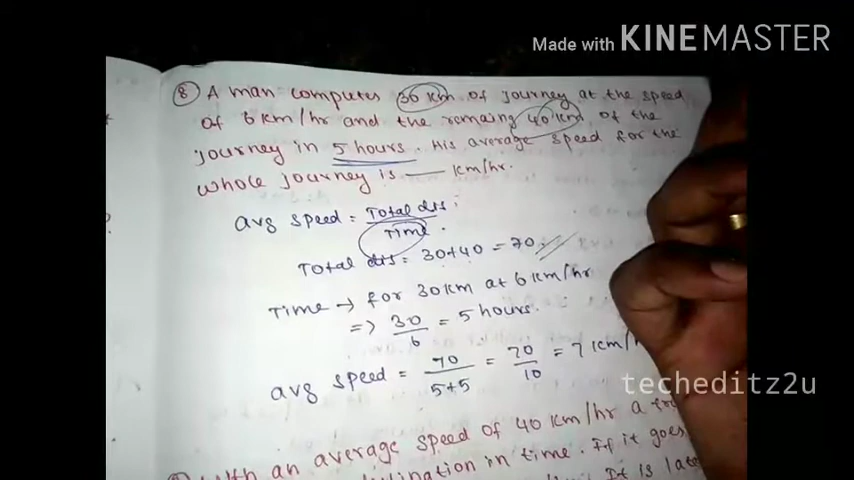 Made with KINEMASTER
8 A man computes 30 km of journey at the speed
of 6 km/hr and the remaing 40 km of the
journey in 5 hours. His average speed for the
whole journey is — km/hr.
avg speed = Total dis
Time
Total dis = 30+40 = 70
Time → for 30km at 6 km/hr
=> 30/6 = 5 hours.
avg speed = 70/5+5 = 70/10 = 7 km/h
techeditz2u
with an average speed of 40 km/hr a
in time. If it goes
It is late